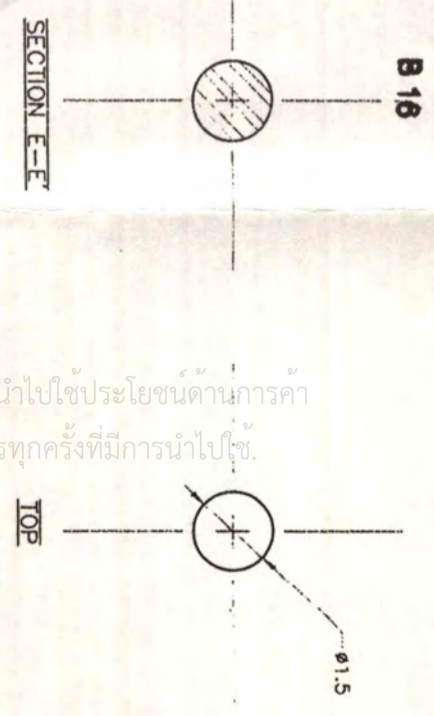 B 16
SECTION E-E'
นำไปใช้ประโยชน์ด้านการค้า
รทุกครั้งที่มีการนำไปใช้.
TOP
ø1.5